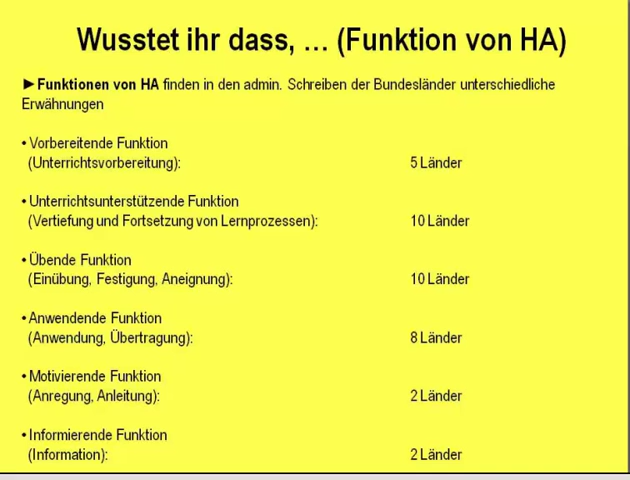 Wusstet ihr dass, ... (Funktion von HA)
►Funktionen von HA finden in den admin. Schreiben der Bundesländer unterschiedliche
Erwähnungen
• Vorbereitende Funktion
(Unterrichtsvorbereitung): 5 Länder
• Unterrichtsunterstützende Funktion
(Vertiefung und Fortsetzung von Lernprozessen): 10 Länder
• Übende Funktion
(Einübung, Festigung, Aneignung): 10 Länder
• Anwendende Funktion
(Anwendung, Übertragung): 8 Länder
• Motivierende Funktion
(Anregung, Anleitung): 2 Länder
• Informierende Funktion
(Information): 2 Länder